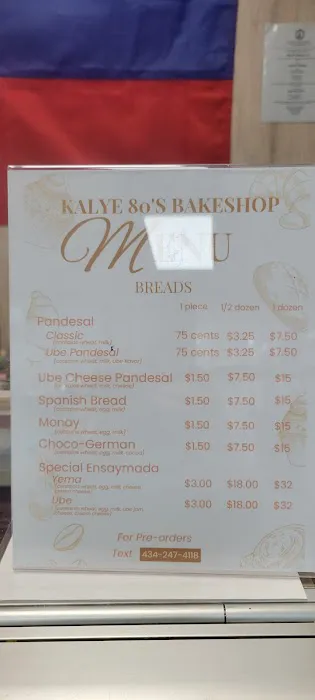 KALYE 80'S BAKESHOP
MENU
BREADS
1 piece 1/2 dozen 1 dozen
Pandesal
Classic 75 cents $3.25 $7.50
Ube Pandesal 75 cents $3.25 $7.50
Ube Cheese Pandesal $1.50 $7.50 $15
Spanish Bread $1.50 $7.50 $15
Monay $1.50 $7.50 $15
Choco-German $1.50 $7.50 $15
Special Ensaymada
Yema $3.00 $18.00 $32
Ube $3.00 $18.00 $32
For Pre-orders
Text 434-247-4118